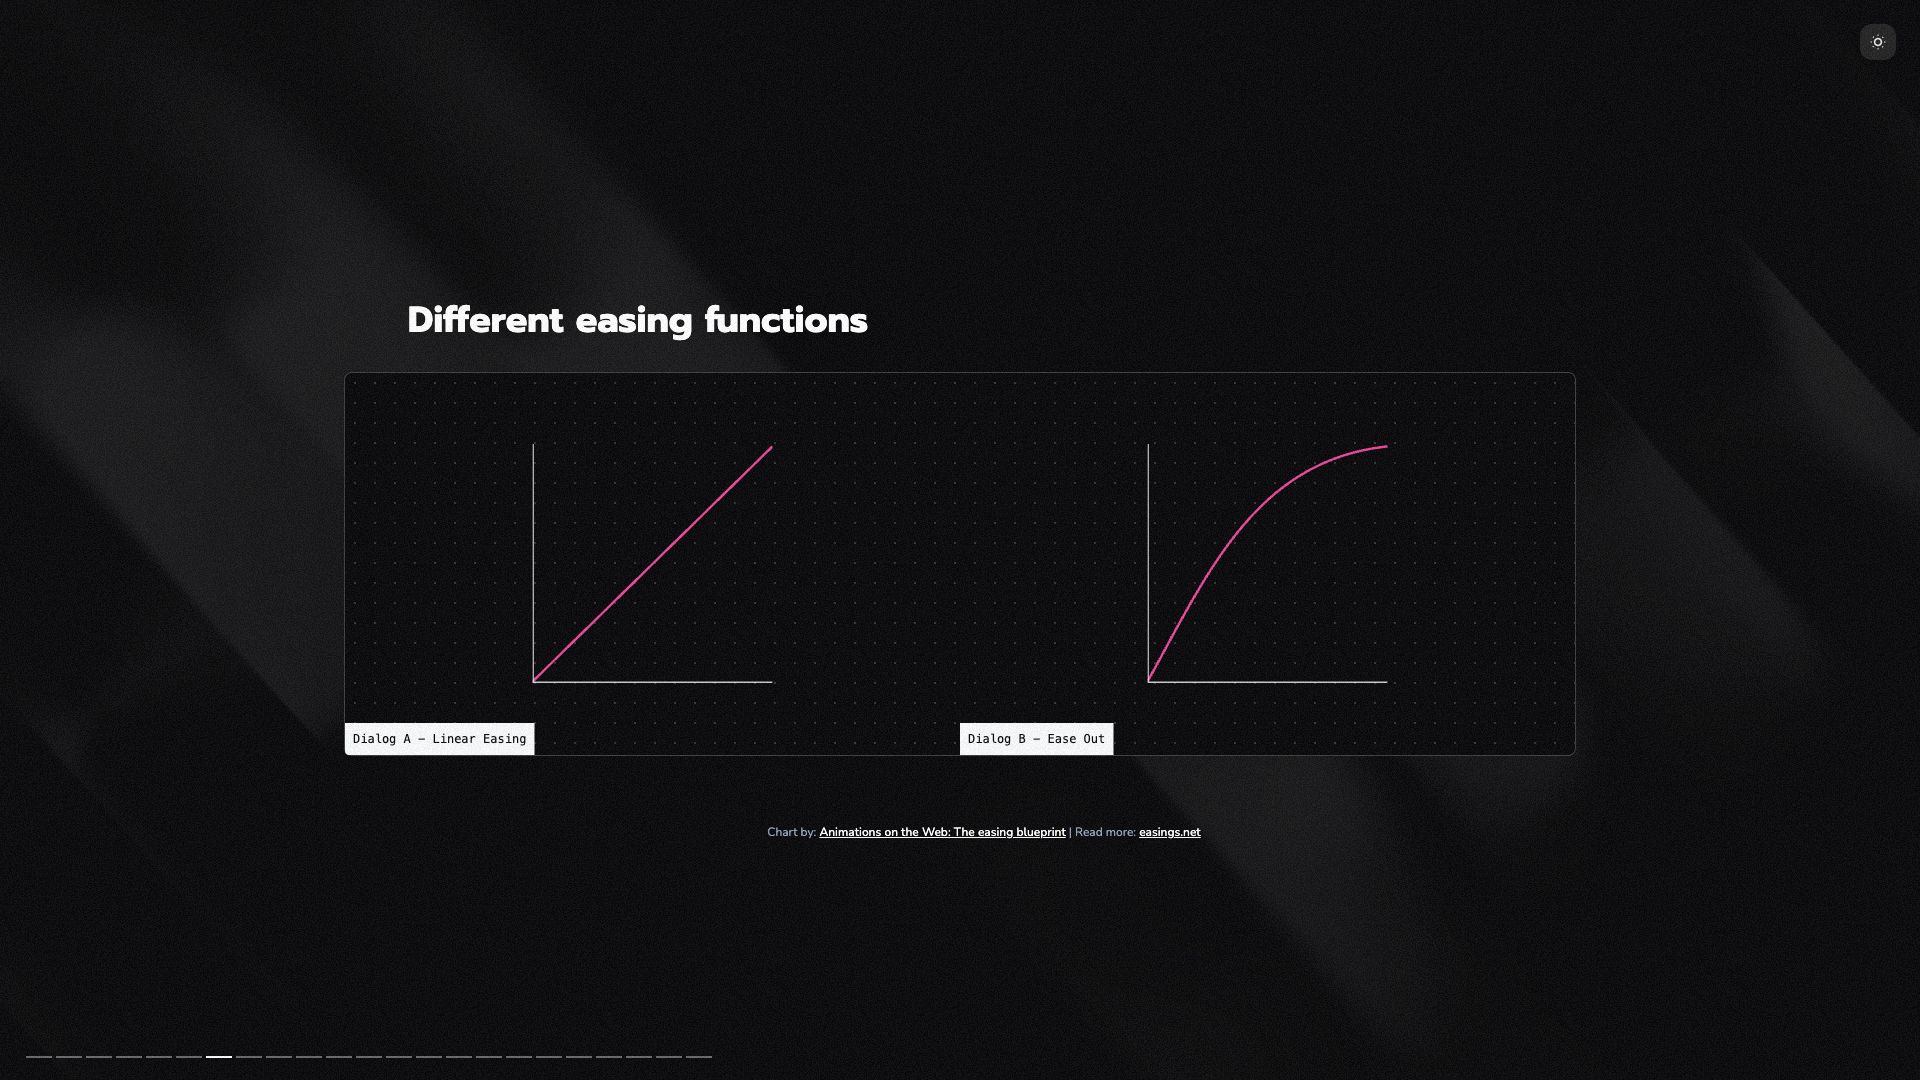 Different easing functions
Dialog A – Linear Easing
Dialog B – Ease Out
Chart by: Animations on the Web: The easing blueprint | Read more: easings.net